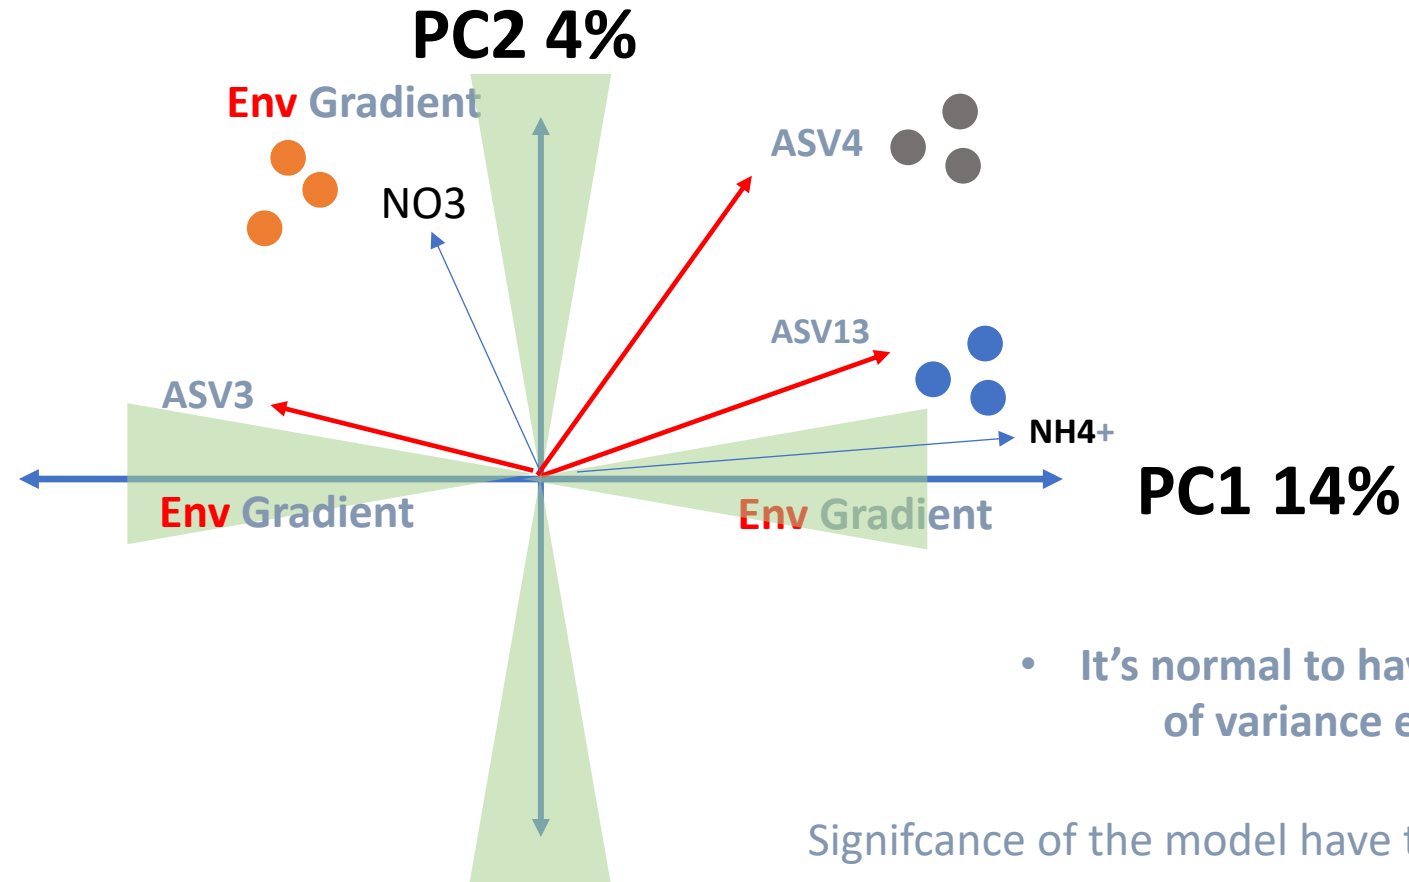 PC2 4%
Env Gradient
ASV4
NO3
ASV13
ASV3
NH4+
PC1 14%
Env Gradient
Env Gradient
• It’s normal to
of variance
Signifcance of the model have